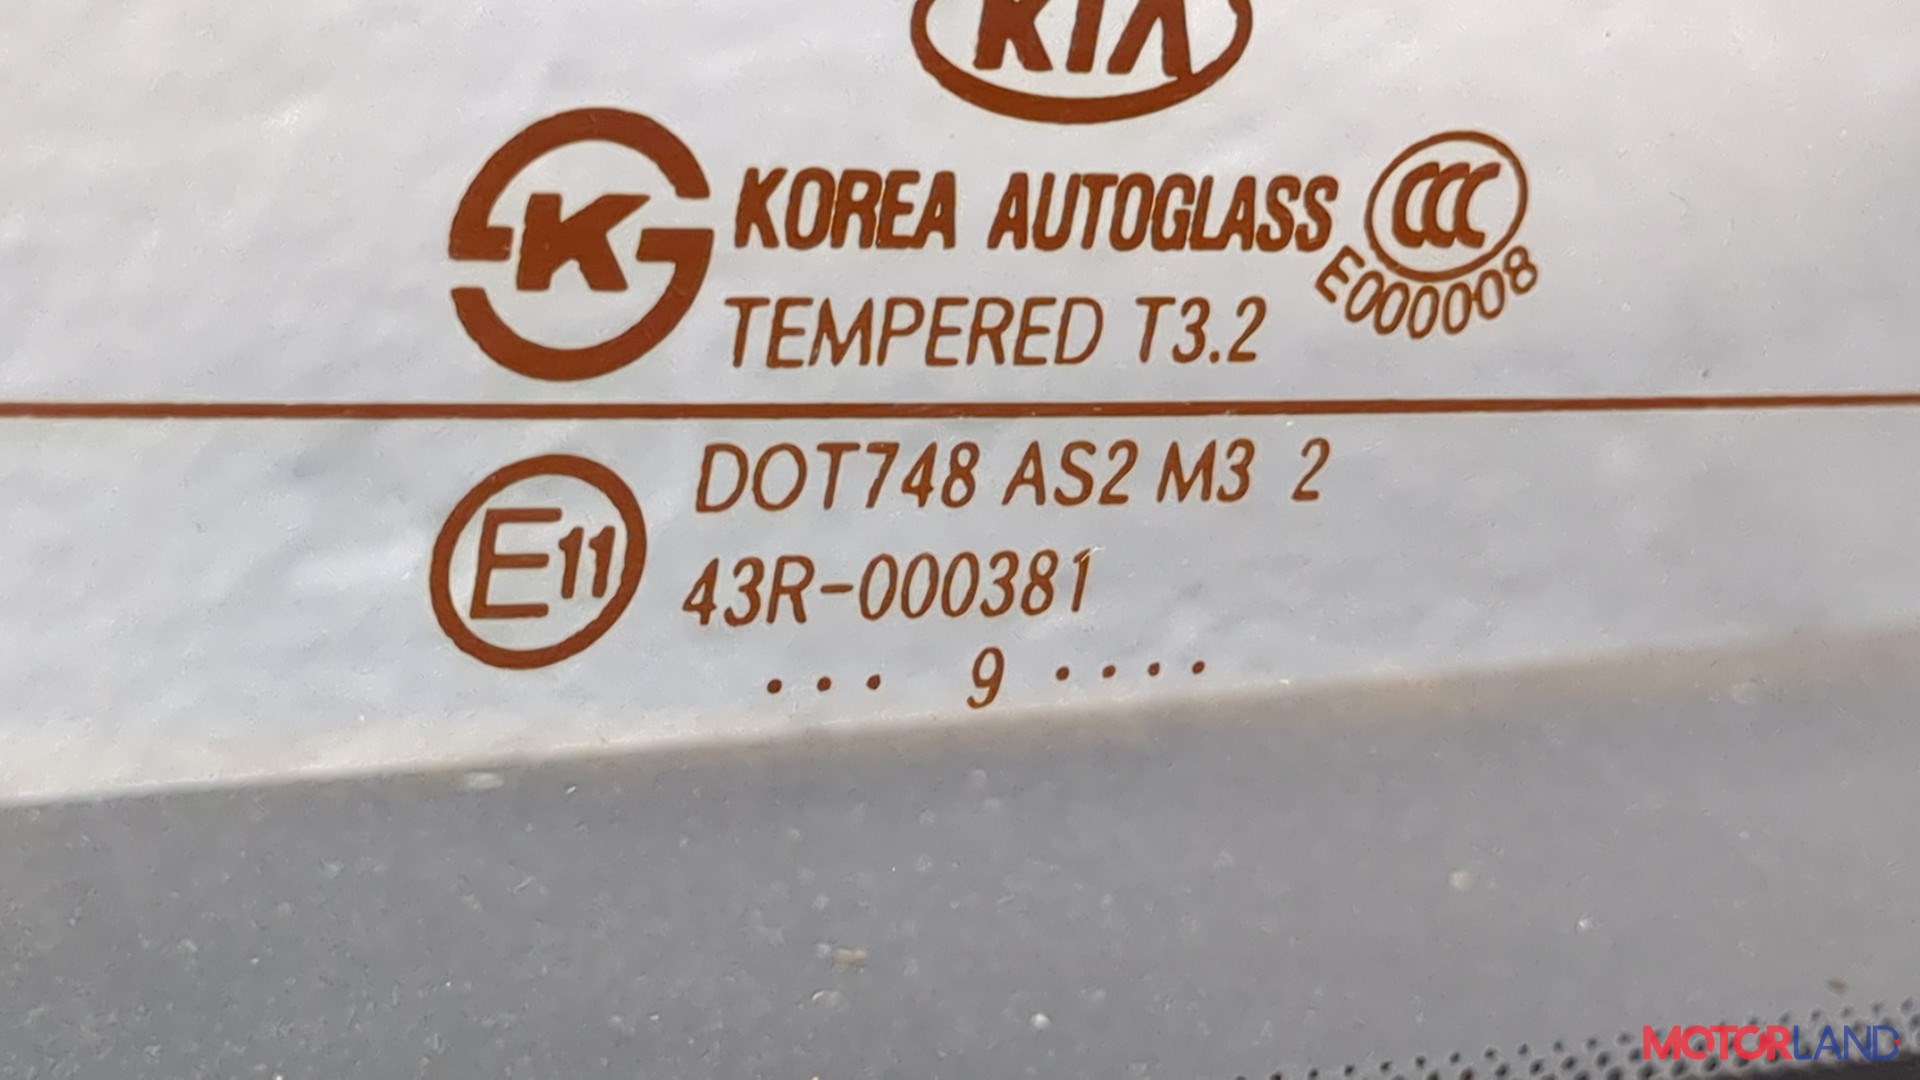 KIA
K
KOREA AUTOGLASS
CCC
E000008
TEMPERED T3.2
DOT748 AS2 M3 2
E11
43R-000381
... 9 ....
MOTORLAND